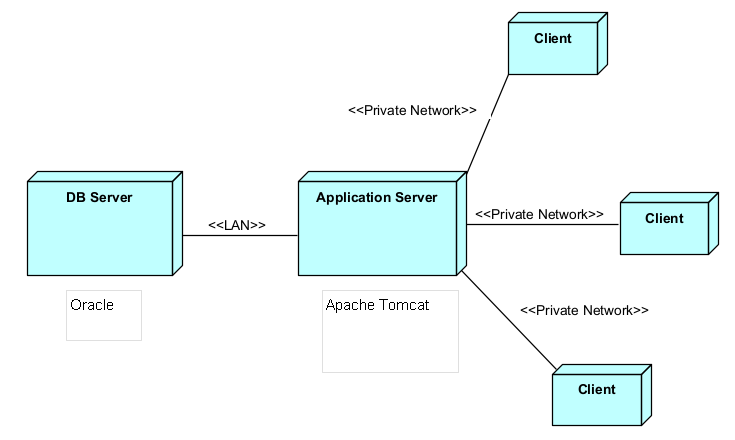 Client
<<Private Network>>
DB Server
Application Server
<<LAN>>
<<Private Network>>
Client
Oracle
Apache Tomcat
<<Private Network>>
Client